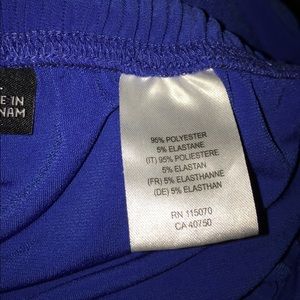 E IN
NAM
95% POLYESTER
5% ELASTANE
(IT) 95% POLIESTERE
5% ELASTAN
(FR) 5% ELASTHANNE
(DE) 5% ELASTHAN
RN 115070
CA 40750